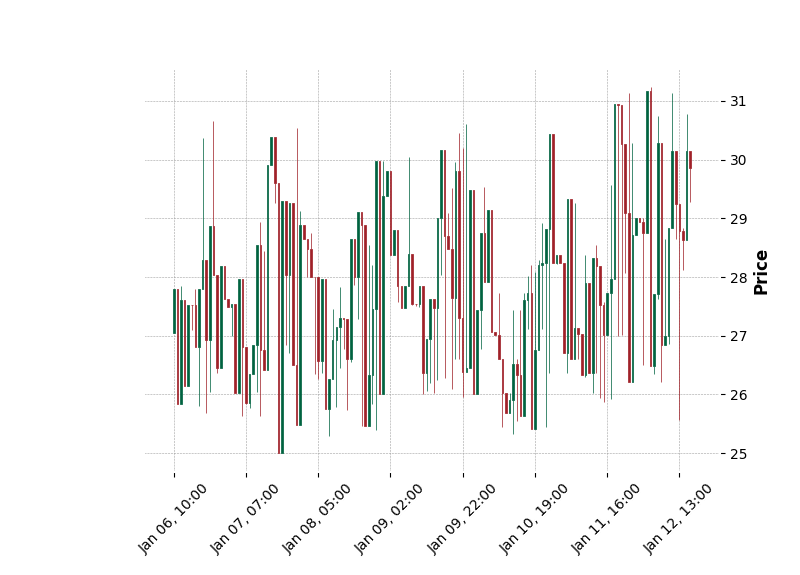 31
30
29
28
27
26
25
Price
Jan 06, 10:00
Jan 07, 07:00
Jan 08, 05:00
Jan 09, 02:00
Jan 09, 22:00
Jan 10, 19:00
Jan 11, 16:00
Jan 12, 13:00